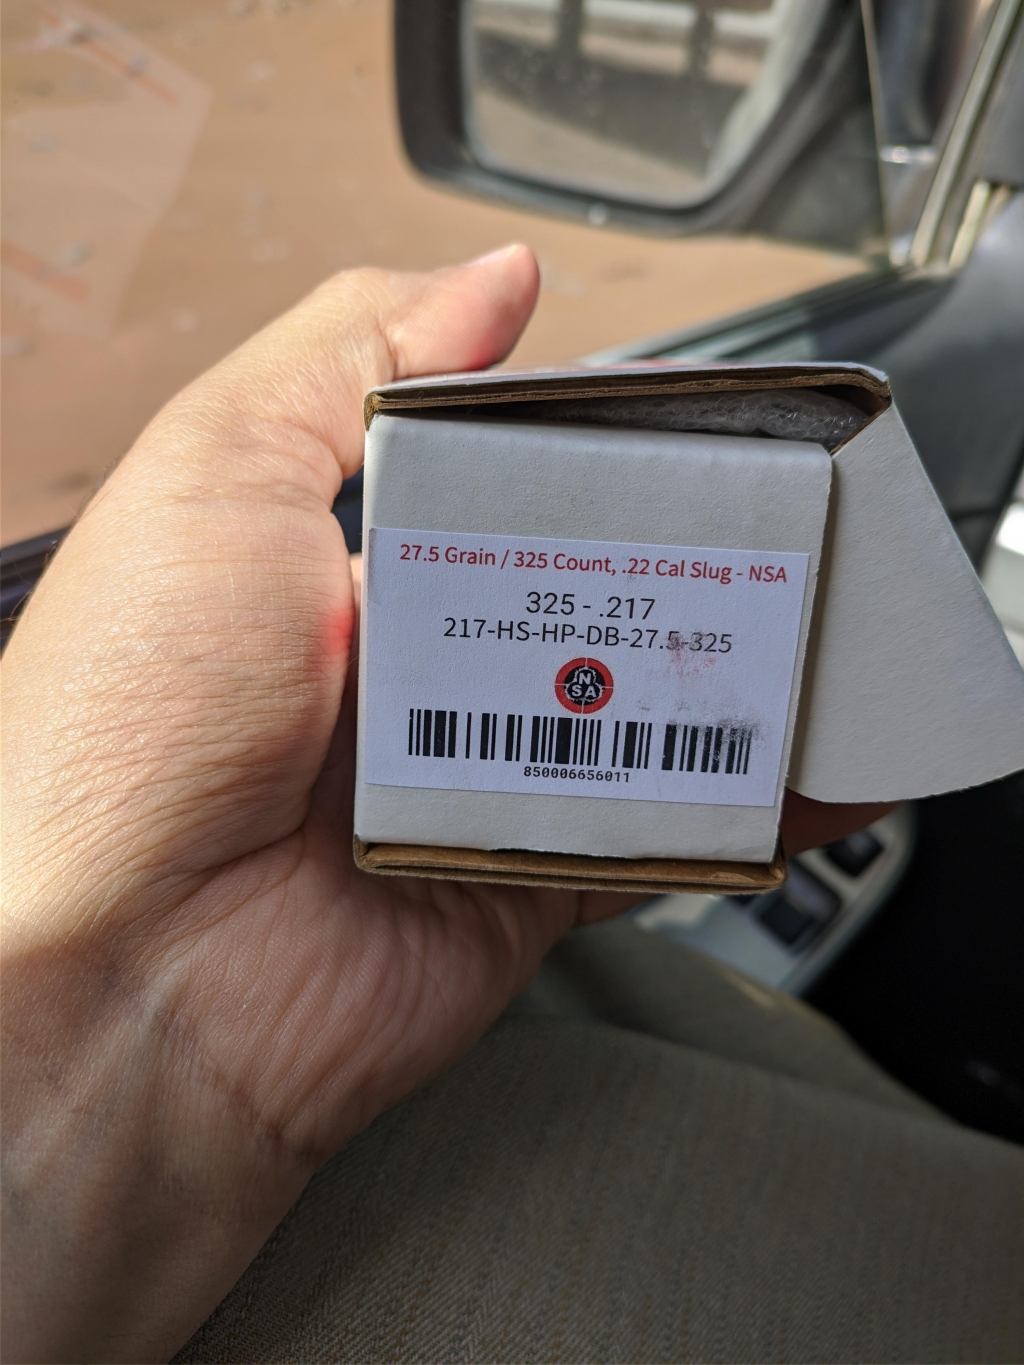 27.5 Grain / 325 Count, .22 Cal Slug - NSA
325 - .217
217-HS-HP-DB-27.5-325
N
SA
850006656011